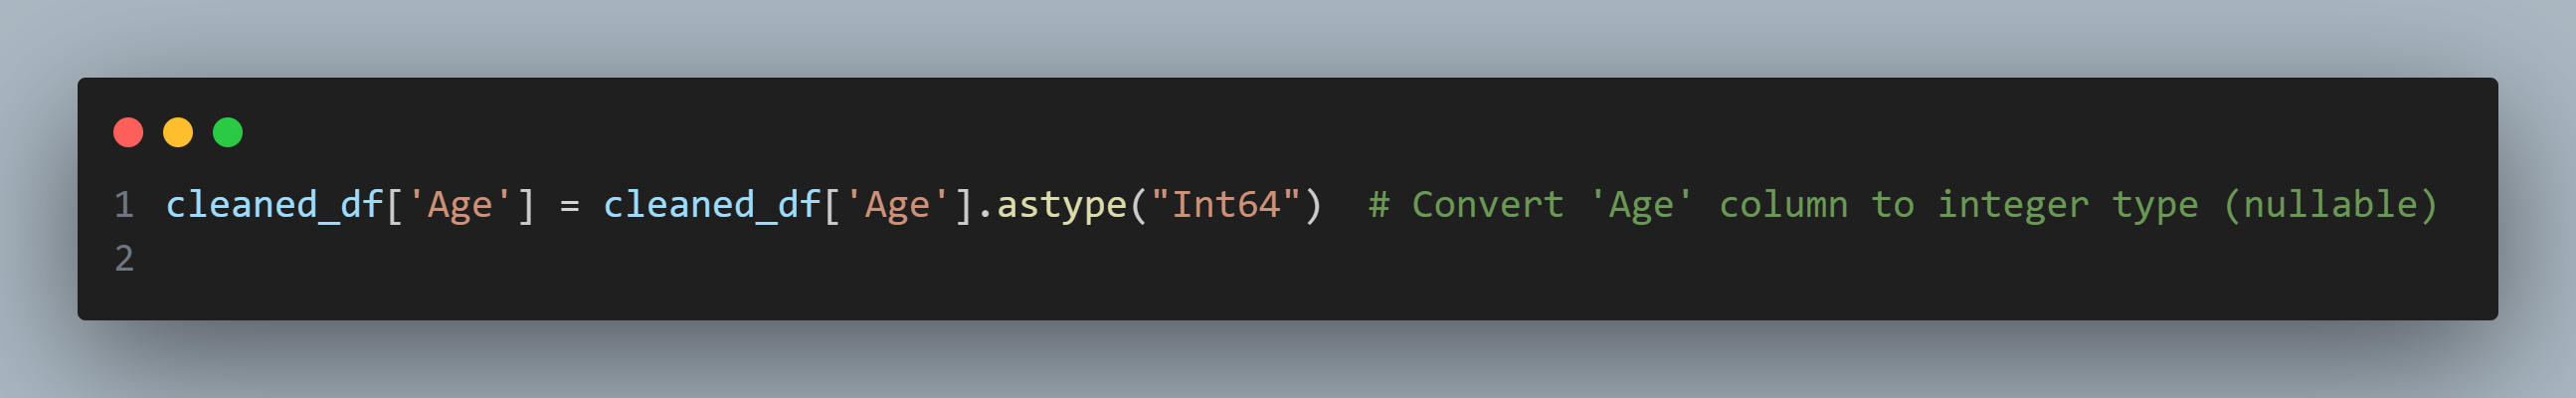 1 cleaned_df['Age'] = cleaned_df['Age'].astype("Int64")  # Convert 'Age' column to integer type (nullable)
2